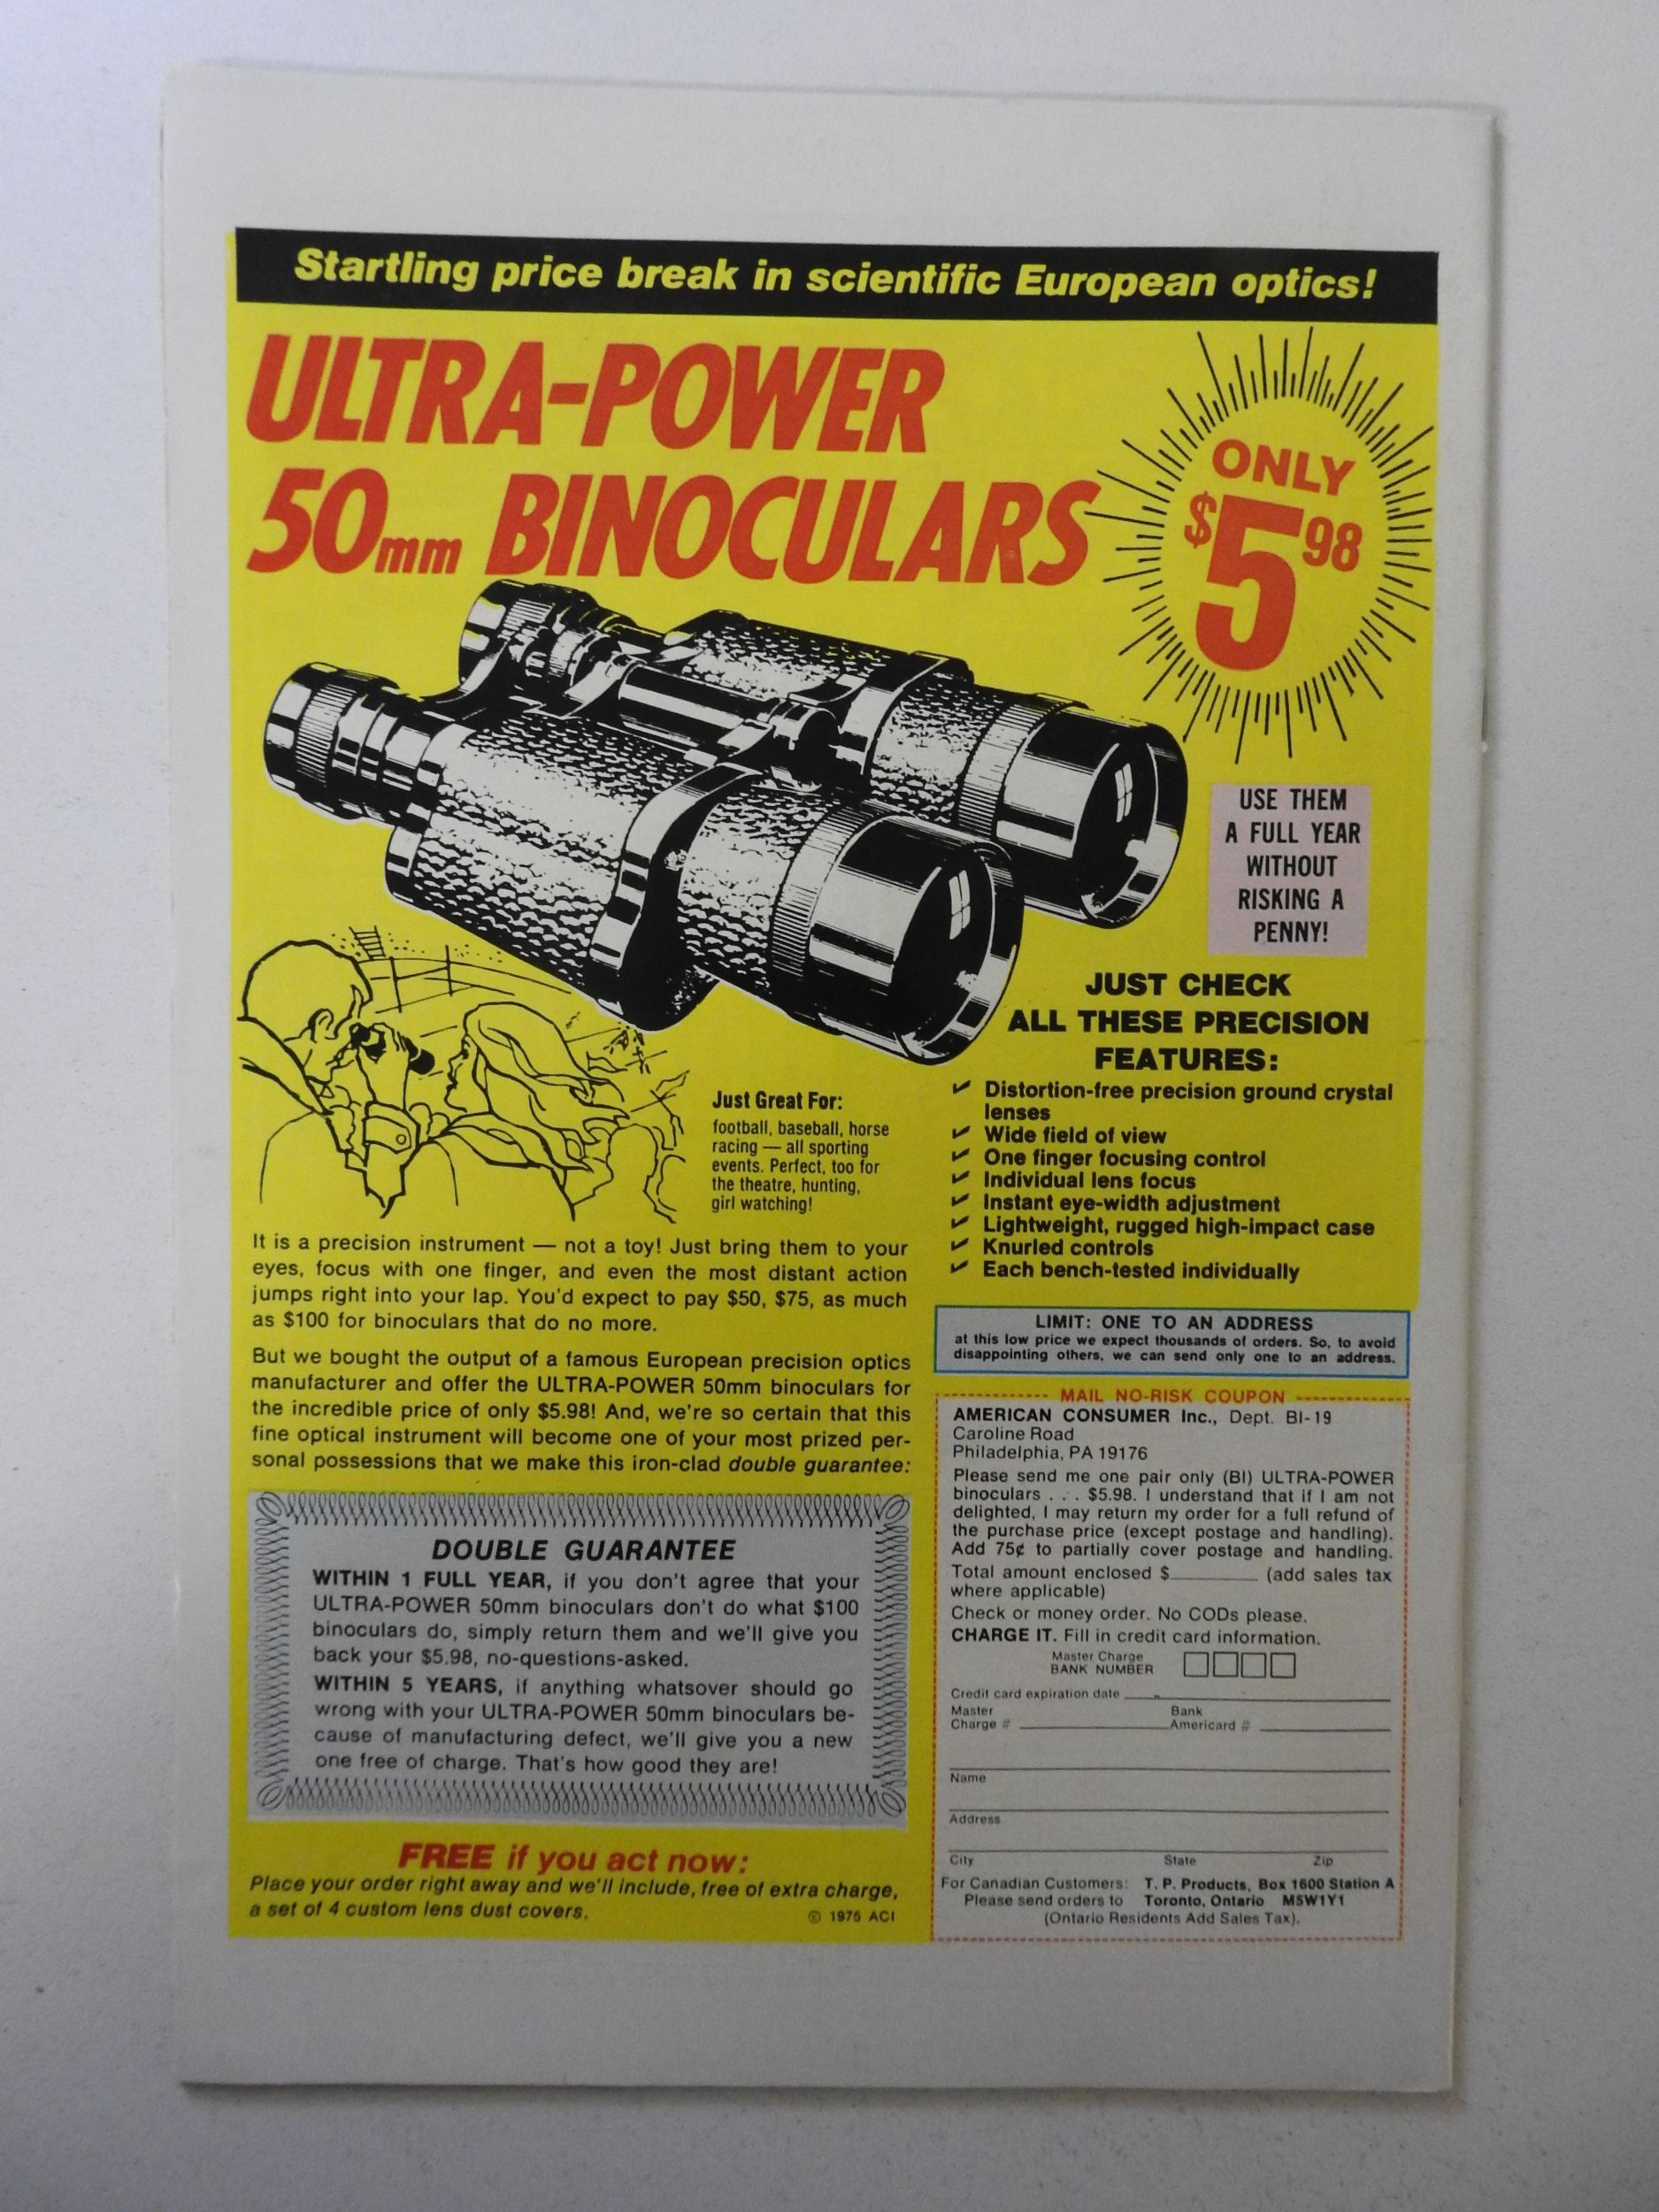 Startling price break in scientific European optics!
ULTRA-POWER
50mm BINOCULARS
ONLY
$598
USE THEM
A FULL YEAR
WITHOUT
RISKING A
PENNY!
JUST CHECK
ALL THESE PRECISION
FEATURES:
Distortion-free precision ground crystal
lenses
Wide field of view
One finger focusing control
Individual lens focus
Instant eye-width adjustment
Lightweight, rugged high-impact case
Knurled controls
Each bench-tested individually
Just Great For:
football, baseball, horse
racing — all sporting
events. Perfect, too for
the theatre, hunting,
girl watching!
It is a precision instrument — not a toy! Just bring them to your
eyes, focus with one finger, and even the most distant action
jumps right into your lap. You'd expect to pay $50, $75, as much
as $100 for binoculars that do no more.
But we bought the output of a famous European precision optics
manufacturer and offer the ULTRA-POWER 50mm binoculars for
the incredible price of only $5.98! And, we're so certain that this
fine optical instrument will become one of your most prized per-
sonal possessions that we make this iron-clad double guarantee:
DOUBLE GUARANTEE
WITHIN 1 FULL YEAR, if you don't agree that your
ULTRA-POWER 50mm binoculars don't do what $100
binoculars do, simply return them and we'll give you
back your $5.98, no-questions-asked.
WITHIN 5 YEARS, if anything whatsover should go
wrong with your ULTRA-POWER 50mm binoculars be-
cause of manufacturing defect, we'll give you a new
one free of charge. That's how good they are!
FREE if you act now:
Place your order right away and we'll include, free of extra charge,
a set of 4 custom lens dust covers.
© 1975 ACI
LIMIT: ONE TO AN ADDRESS
at this low price we expect thousands of orders. So, to avoid
disappointing others, we can send only one to an address.
MAIL NO-RISK COUPON
AMERICAN CONSUMER Inc., Dept. BI-19
Caroline Road
Philadelphia, PA 19176
Please send me one pair only (BI) ULTRA-POWER
binoculars . . . $5.98. I understand that if I am not
delighted, I may return my order for a full refund of
the purchase price (except postage and handling).
Add 75¢ to partially cover postage and handling.
Total amount enclosed $________ (add sales tax
where applicable)
Check or money order. No CODs please.
CHARGE IT. Fill in credit card information.
Master Charge
BANK NUMBER
Credit card expiration date
Master Bank
Charge # Americard #
Name
Address
City State Zip
For Canadian Customers: T. P. Products, Box 1600 Station A
Please send orders to Toronto, Ontario M5W1Y1
(Ontario Residents Add Sales Tax).